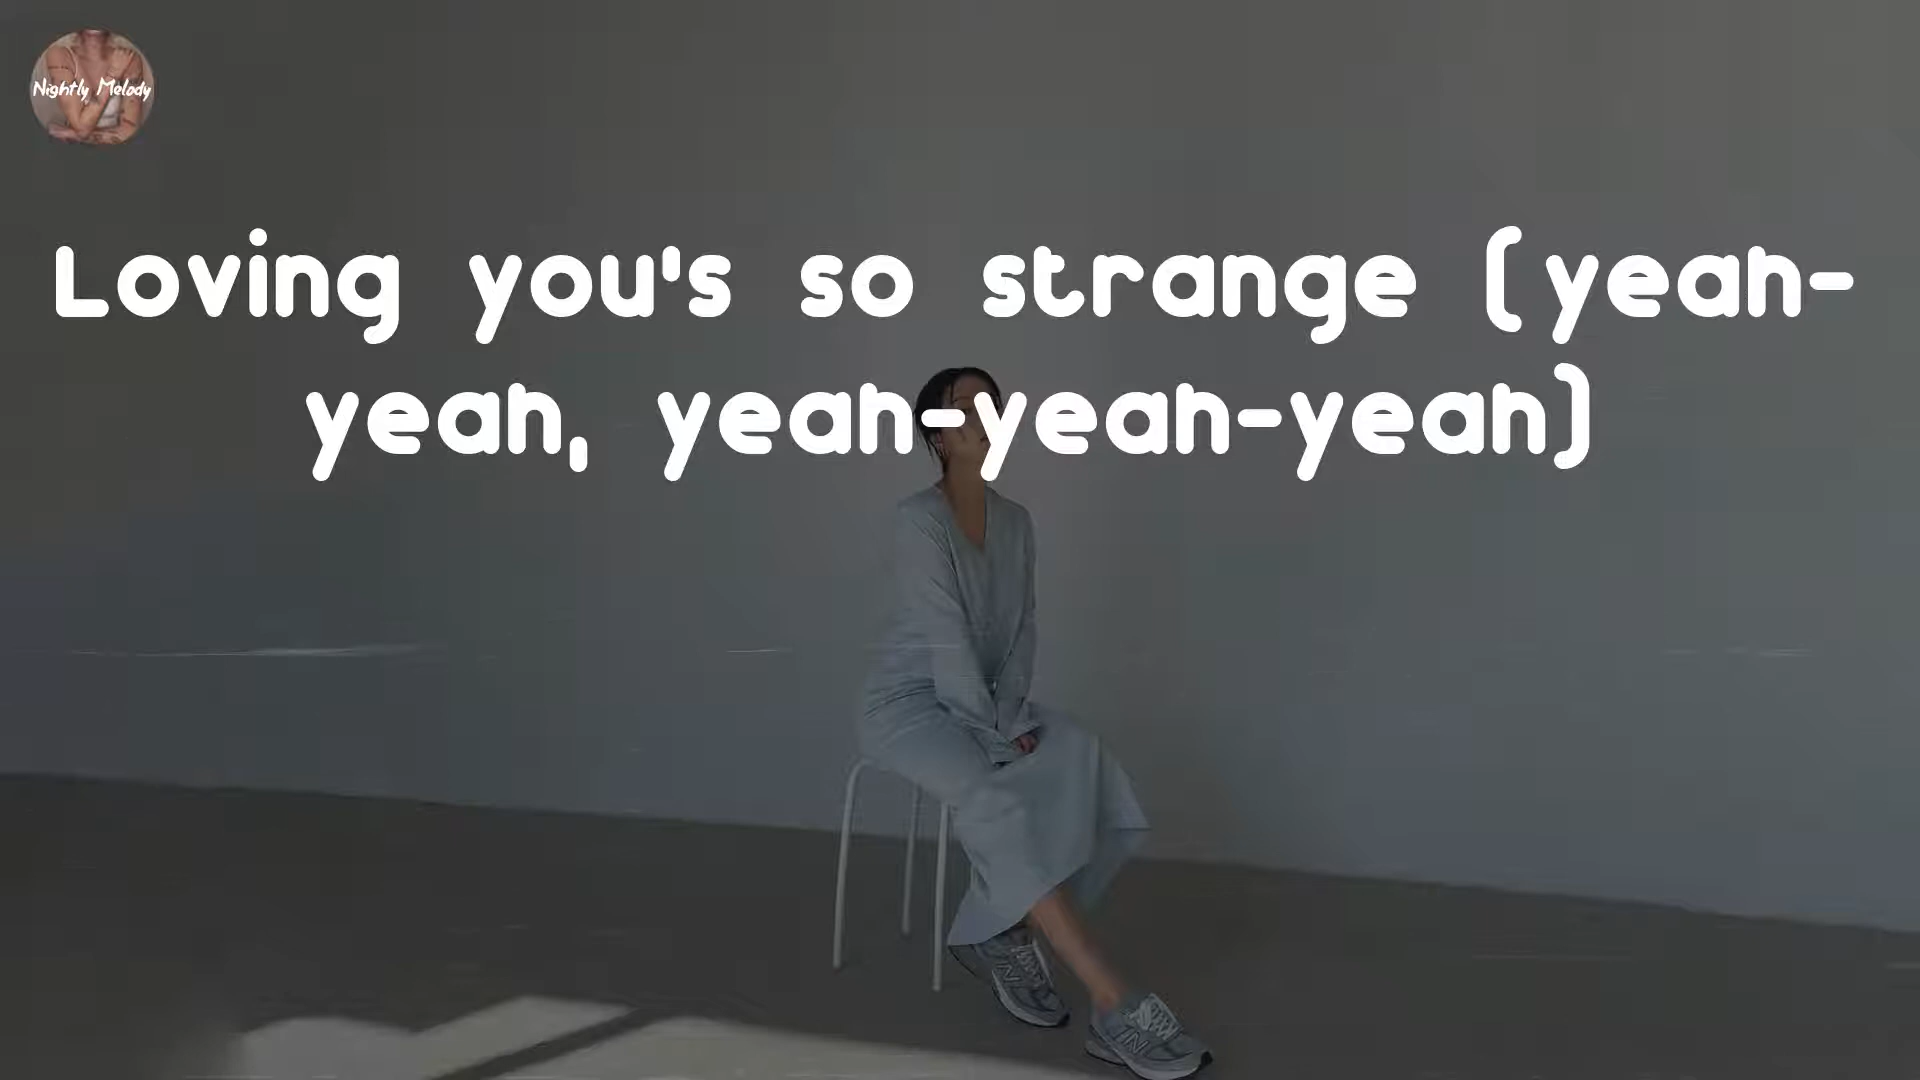 Nightly Melody
Loving you's so strange (yeah-
yeah, yeah-yeah-yeah)
N
N